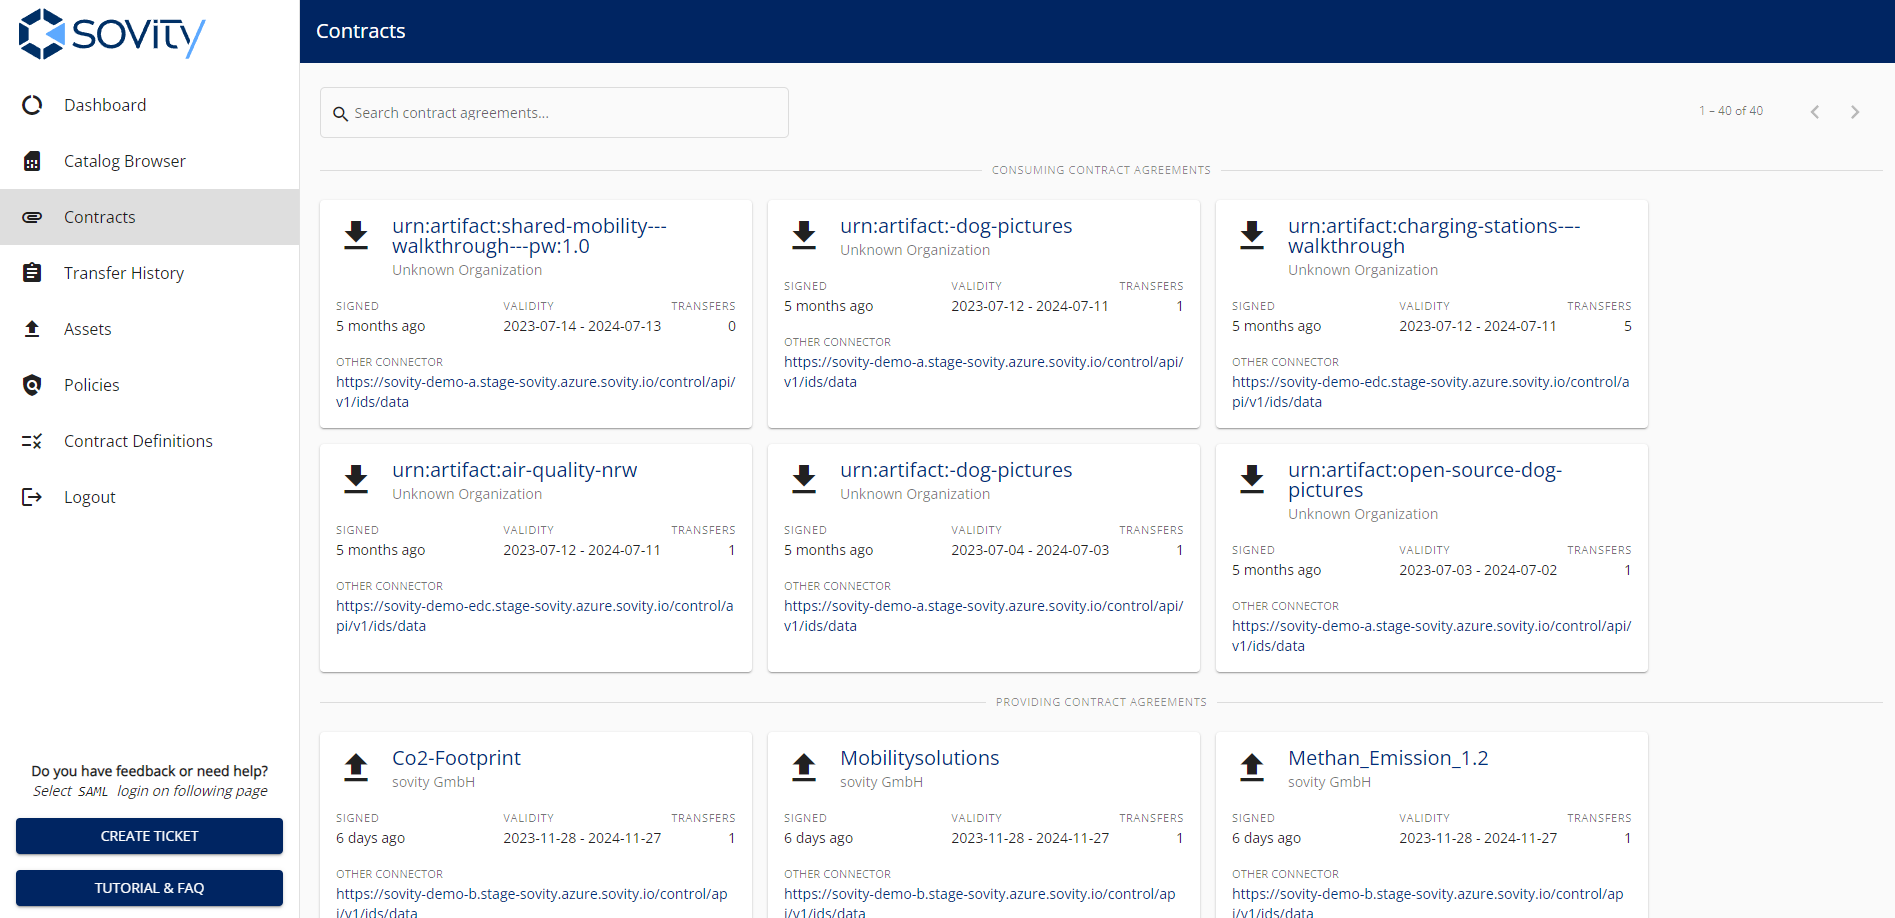 sovity
Contracts
Dashboard
Catalog Browser
Contracts
Transfer History
Assets
Policies
Contract Definitions
Logout
Do you have feedback or need help?
Select SAML login on following page
CREATE TICKET
TUTORIAL & FAQ
Search contract agreements...
1 – 40 of 40
CONSUMING CONTRACT AGREEMENTS
urn:artifact:shared-mobility---
walkthrough---pw:1.0
Unknown Organization
SIGNED VALIDITY TRANSFERS
5 months ago 2023-07-14 - 2024-07-13 0
OTHER CONNECTOR
https://sovity-demo-a.stage-sovity.azure.sovity.io/control/api/
v1/ids/data
urn:artifact:-dog-pictures
Unknown Organization
SIGNED VALIDITY TRANSFERS
5 months ago 2023-07-12 - 2024-07-11 1
OTHER CONNECTOR
https://sovity-demo-a.stage-sovity.azure.sovity.io/control/api/
v1/ids/data
urn:artifact:charging-stations---
walkthrough
Unknown Organization
SIGNED VALIDITY TRANSFERS
5 months ago 2023-07-12 - 2024-07-11 5
OTHER CONNECTOR
https://sovity-demo-edc.stage-sovity.azure.sovity.io/control/a
pi/v1/ids/data
urn:artifact:air-quality-nrw
Unknown Organization
SIGNED VALIDITY TRANSFERS
5 months ago 2023-07-12 - 2024-07-11 1
OTHER CONNECTOR
https://sovity-demo-edc.stage-sovity.azure.sovity.io/control/a
pi/v1/ids/data
urn:artifact:-dog-pictures
Unknown Organization
SIGNED VALIDITY TRANSFERS
5 months ago 2023-07-04 - 2024-07-03 1
OTHER CONNECTOR
https://sovity-demo-a.stage-sovity.azure.sovity.io/control/api/
v1/ids/data
urn:artifact:open-source-dog-
pictures
Unknown Organization
SIGNED VALIDITY TRANSFERS
5 months ago 2023-07-03 - 2024-07-02 1
OTHER CONNECTOR
https://sovity-demo-a.stage-sovity.azure.sovity.io/control/api/
v1/ids/data
PROVIDING CONTRACT AGREEMENTS
Co2-Footprint
sovity GmbH
SIGNED VALIDITY TRANSFERS
6 days ago 2023-11-28 - 2024-11-27 1
OTHER CONNECTOR
https://sovity-demo-b.stage-sovity.azure.sovity.io/control/ap
i/v1/ids/data
Mobilitysolutions
sovity GmbH
SIGNED VALIDITY TRANSFERS
6 days ago 2023-11-28 - 2024-11-27 1
OTHER CONNECTOR
https://sovity-demo-b.stage-sovity.azure.sovity.io/control/ap
i/v1/ids/data
Methan_Emission_1.2
sovity GmbH
SIGNED VALIDITY TRANSFERS
6 days ago 2023-11-28 - 2024-11-27 1
OTHER CONNECTOR
https://sovity-demo-b.stage-sovity.azure.sovity.io/control/ap
i/v1/ids/data